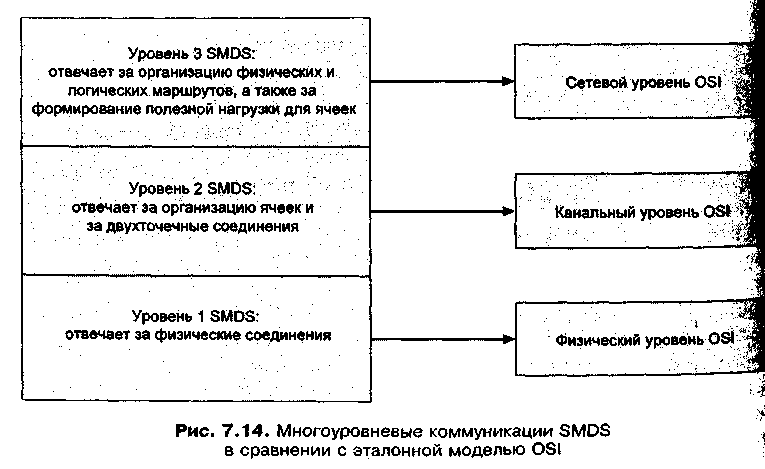 Уровень 3 SMDS:
отвечает за организацию физических и
логических маршрутов, а также за
формирование полезной нагрузки для ячеек
Сетевой уровень OSI
Уровень 2 SMDS:
отвечает за организацию ячеек и
за двухточечные соединения
Канальный уровень OSI
Уровень 1 SMDS:
отвечает за физические соединения
Физический уровень OSI
Рис. 7.14. Многоуровневые коммуникации SMDS
в сравнении с эталонной моделью OSI